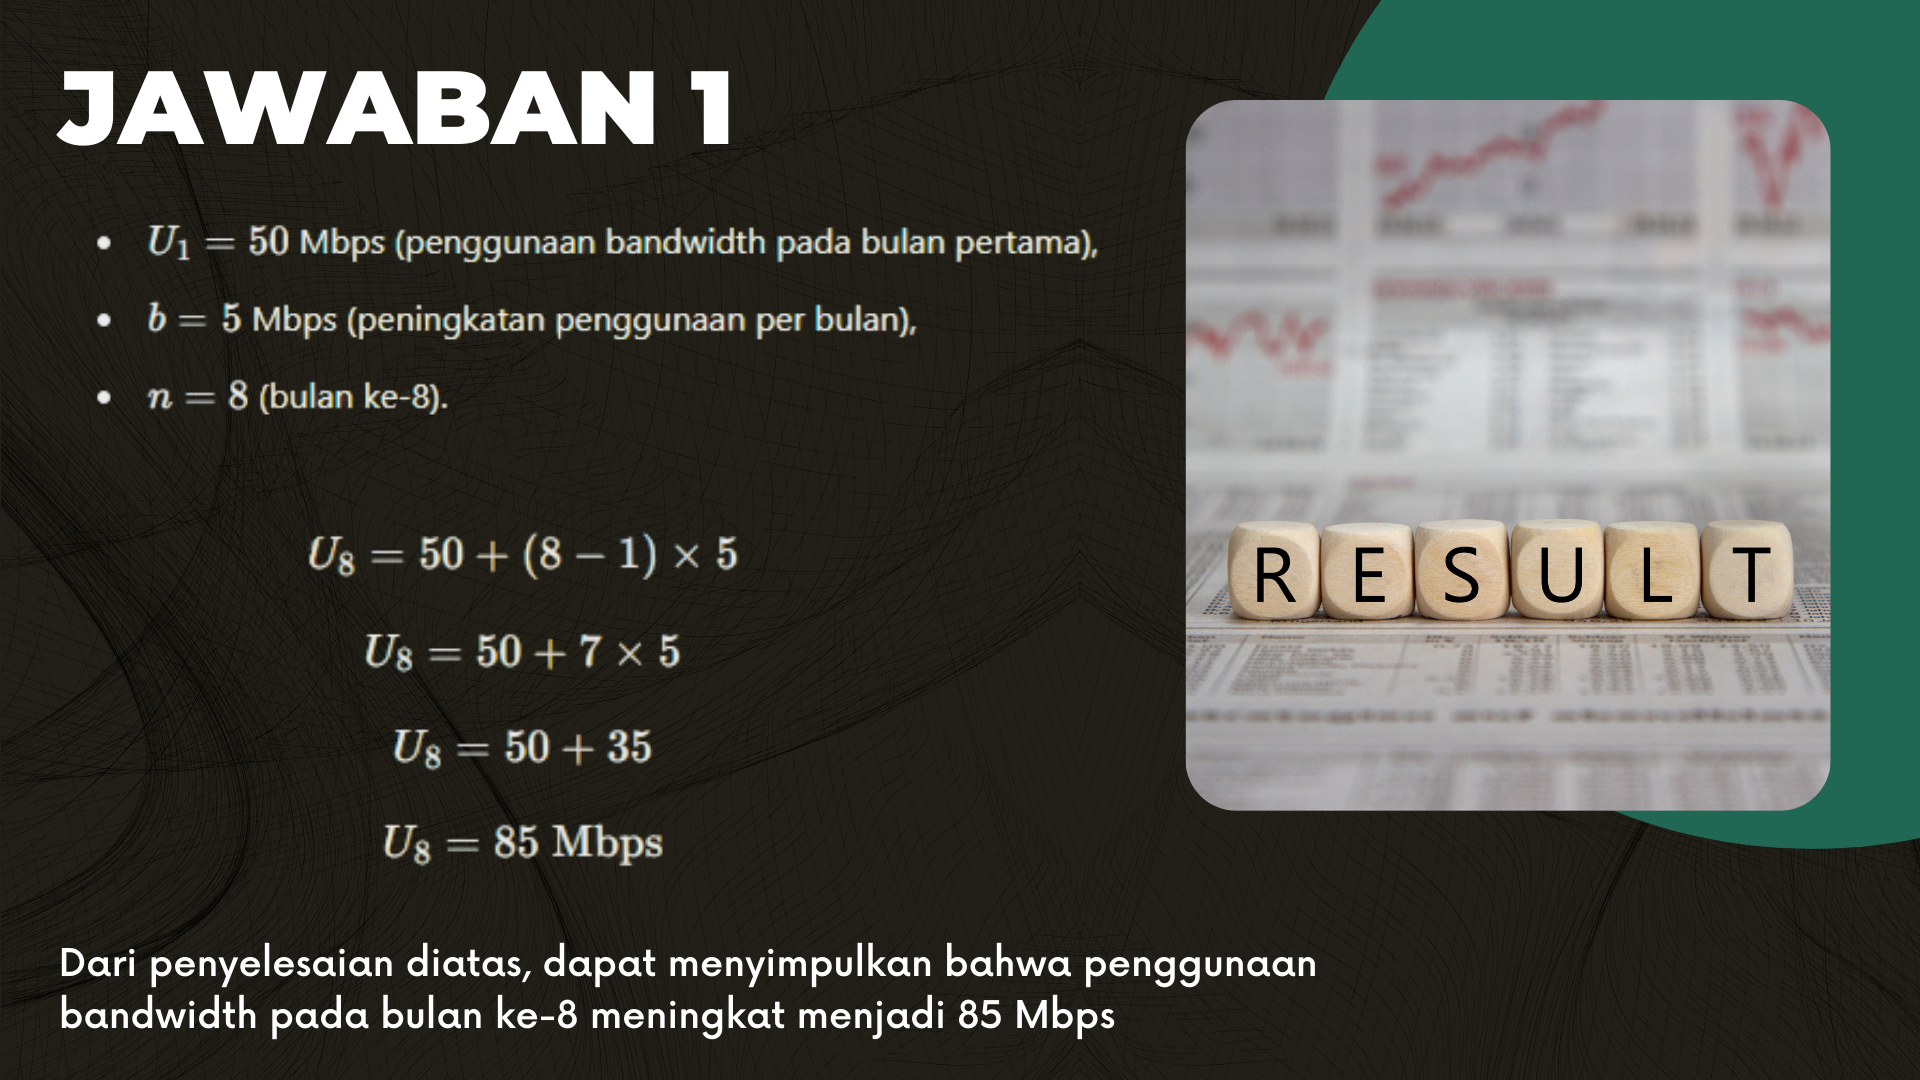 JAWABAN 1
• U₁ = 50 Mbps (penggunaan bandwidth pada bulan pertama),
• b = 5 Mbps (peningkatan penggunaan per bulan),
• n = 8 (bulan ke-8).
U₈ = 50 + (8 − 1) × 5
U₈ = 50 + 7 × 5
U₈ = 50 + 35
U₈ = 85 Mbps
RESULT
Dari penyelesaian diatas, dapat menyimpulkan bahwa penggunaan
bandwidth pada bulan ke-8 meningkat menjadi 85 Mbps